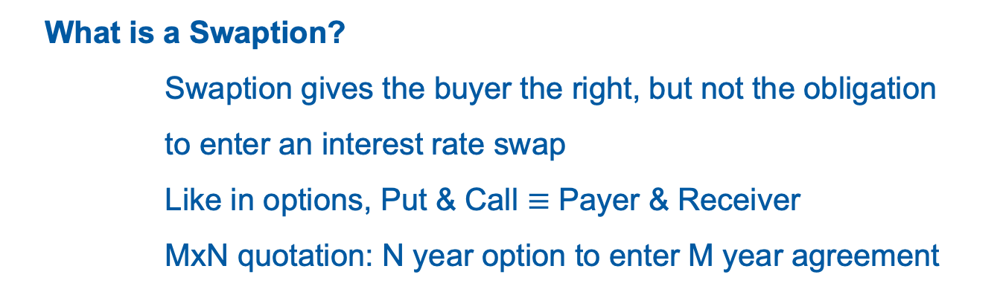 What is a Swaption?
Swaption gives the buyer the right, but not the obligation
to enter an interest rate swap
Like in options, Put & Call ≡ Payer & Receiver
MxN quotation: N year option to enter M year agreement